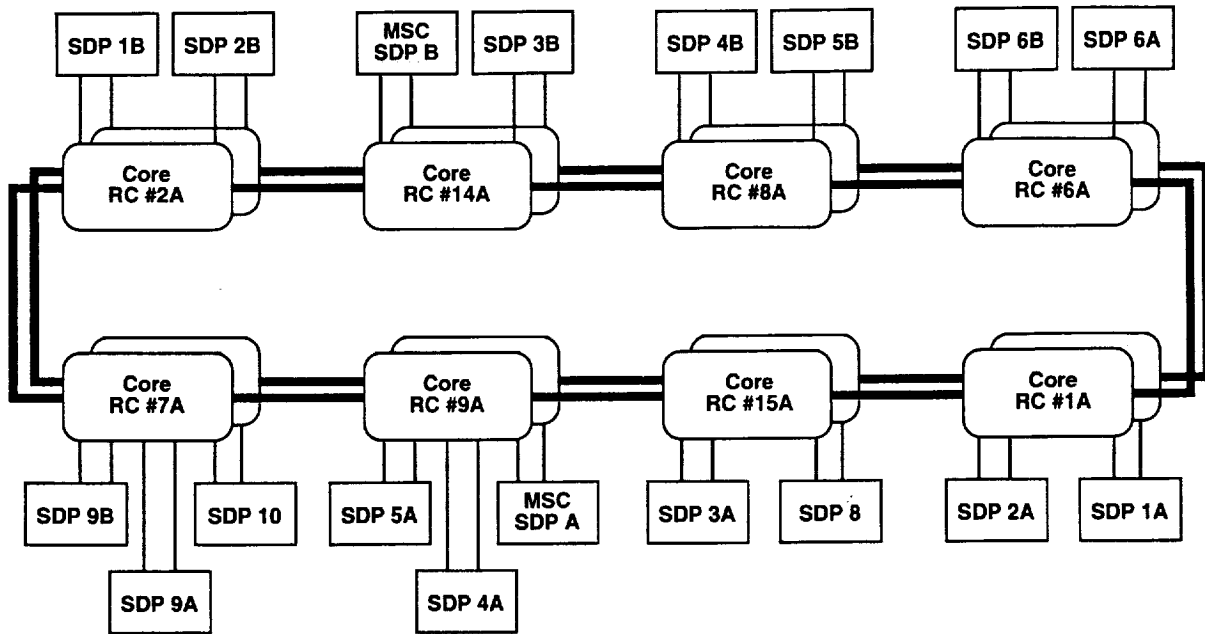 SDP 1B
SDP 2B
MSC
SDP B
SDP 3B
SDP 4B
SDP 5B
SDP 6B
SDP 6A
Core
RC #2A
Core
RC #14A
Core
RC #8A
Core
RC #6A
Core
RC #7A
Core
RC #9A
Core
RC #15A
Core
RC #1A
SDP 9B
SDP 10
SDP 5A
MSC
SDP A
SDP 3A
SDP 8
SDP 2A
SDP 1A
SDP 9A
SDP 4A